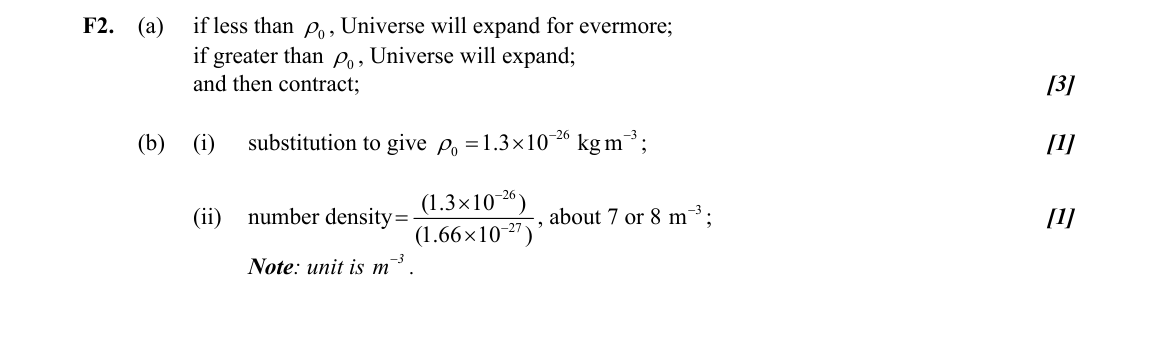 F2. (a) if less than ρ₀, Universe will expand for evermore;
if greater than ρ₀, Universe will expand;
and then contract; [3]
(b) (i) substitution to give ρ₀ = 1.3×10⁻²⁶ kg m⁻³; [1]
(ii) number density = (1.3×10⁻²⁶) / (1.66×10⁻²⁷), about 7 or 8 m⁻³; [1]
Note: unit is m⁻³.